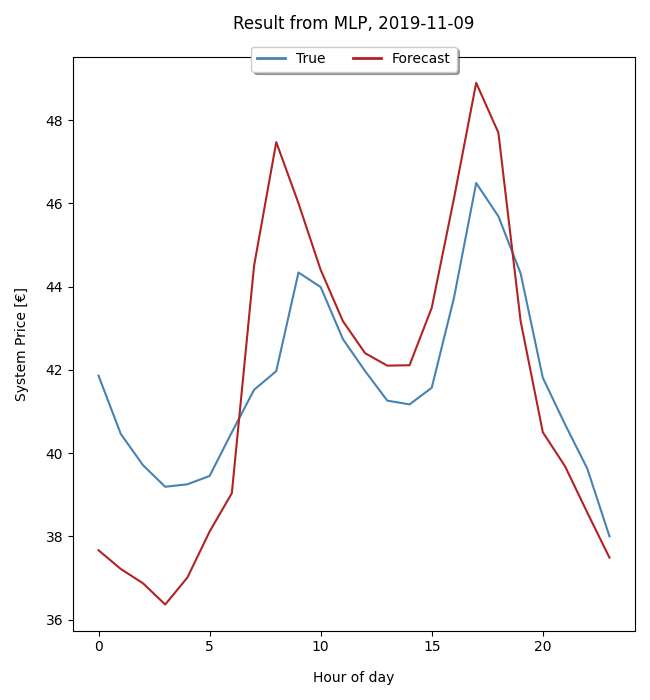 Result from MLP, 2019-11-09
True
Forecast
48
46
44
42
40
38
36
System Price [€]
0
5
10
15
20
Hour of day